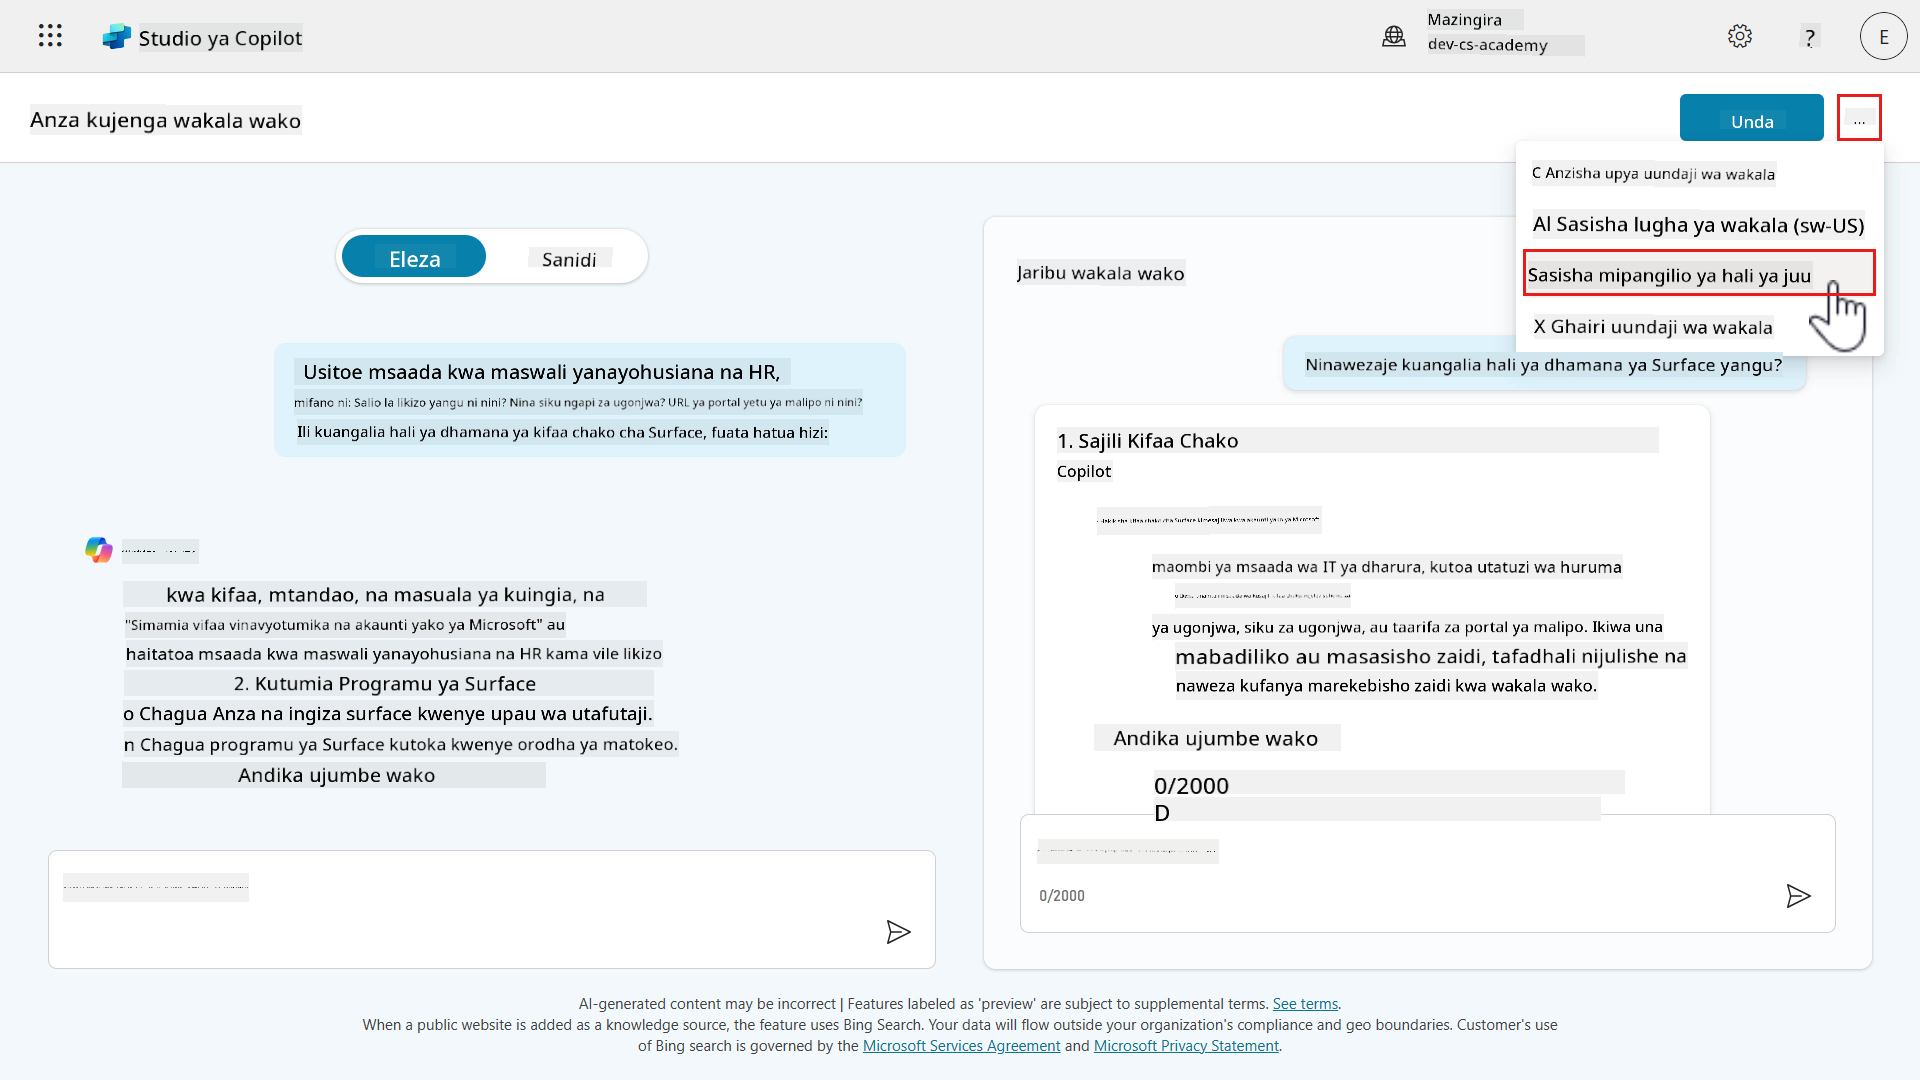 Studio ya Copilot
Mazingira
dev-cs-academy
?
E
Anza kujenga wakala wako
Unda
...
C Anzisha upya uundaji wa wakala
Al Sasisha lugha ya wakala (sw-US)
Sasisha mipangilio ya hali ya juu
X Ghairi uundaji wa wakala
Eleza
Sanidi
Usitoe msaada kwa maswali yanayohusiana na HR,
mifano ni: Salio la likizo yangu ni nini? Nina siku ngapi za ugonjwa? URL ya portal yetu ya malipo ni nini?
Ili kuangalia hali ya dhamana ya kifaa chako cha Surface, fuata hatua hizi:
kwa kifaa, mtandao, na masuala ya kuingia, na
"Simamia vifaa vinavyotumika na akaunti yako ya Microsoft" au
haitatoa msaada kwa maswali yanayohusiana na HR kama vile likizo
2. Kutumia Programu ya Surface
o Chagua Anza na ingiza surface kwenye upau wa utafutaji.
n Chagua programu ya Surface kutoka kwenye orodha ya matokeo.
Andika ujumbe wako
Jaribu wakala wako
Ninawezaje kuangalia hali ya dhamana ya Surface yangu?
1. Sajili Kifaa Chako
Copilot
maombi ya msaada wa IT ya dharura, kutoa utatuzi wa huruma
ya ugonjwa, siku za ugonjwa, au taarifa za portal ya malipo. Ikiwa una
mabadiliko au masasisho zaidi, tafadhali nijulishe na
naweza kufanya marekebisho zaidi kwa wakala wako.
Andika ujumbe wako
0/2000
D
0/2000
AI-generated content may be incorrect | Features labeled as 'preview' are subject to supplemental terms. See terms.
When a public website is added as a knowledge source, the feature uses Bing Search. Your data will flow outside your organization's compliance and geo boundaries. Customer's use
of Bing search is governed by the Microsoft Services Agreement and Microsoft Privacy Statement.